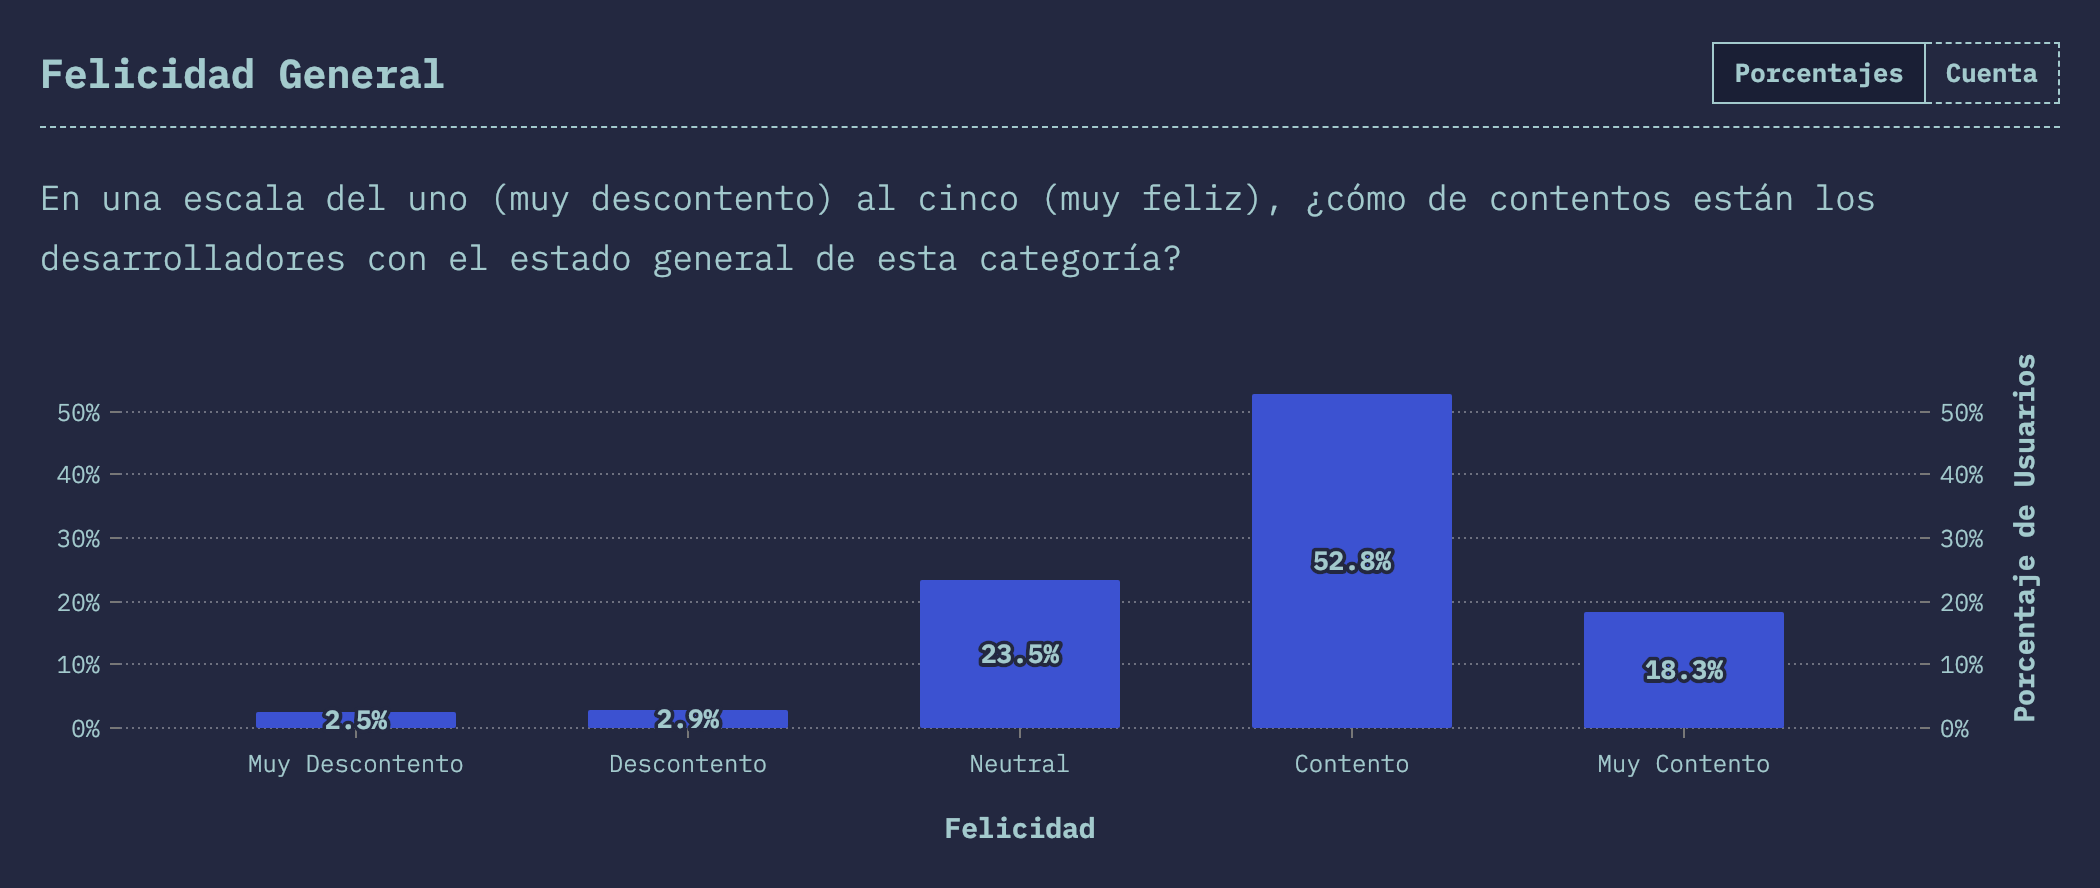 Felicidad General
Porcentajes
Cuenta
En una escala del uno (muy descontento) al cinco (muy feliz), ¿cómo de contentos están los
desarrolladores con el estado general de esta categoría?
50%
40%
30%
20%
10%
0%
2.5%
2.9%
23.5%
52.8%
18.3%
50%
40%
30%
20%
10%
0%
Porcentaje de Usuarios
Muy Descontento
Descontento
Neutral
Contento
Muy Contento
Felicidad